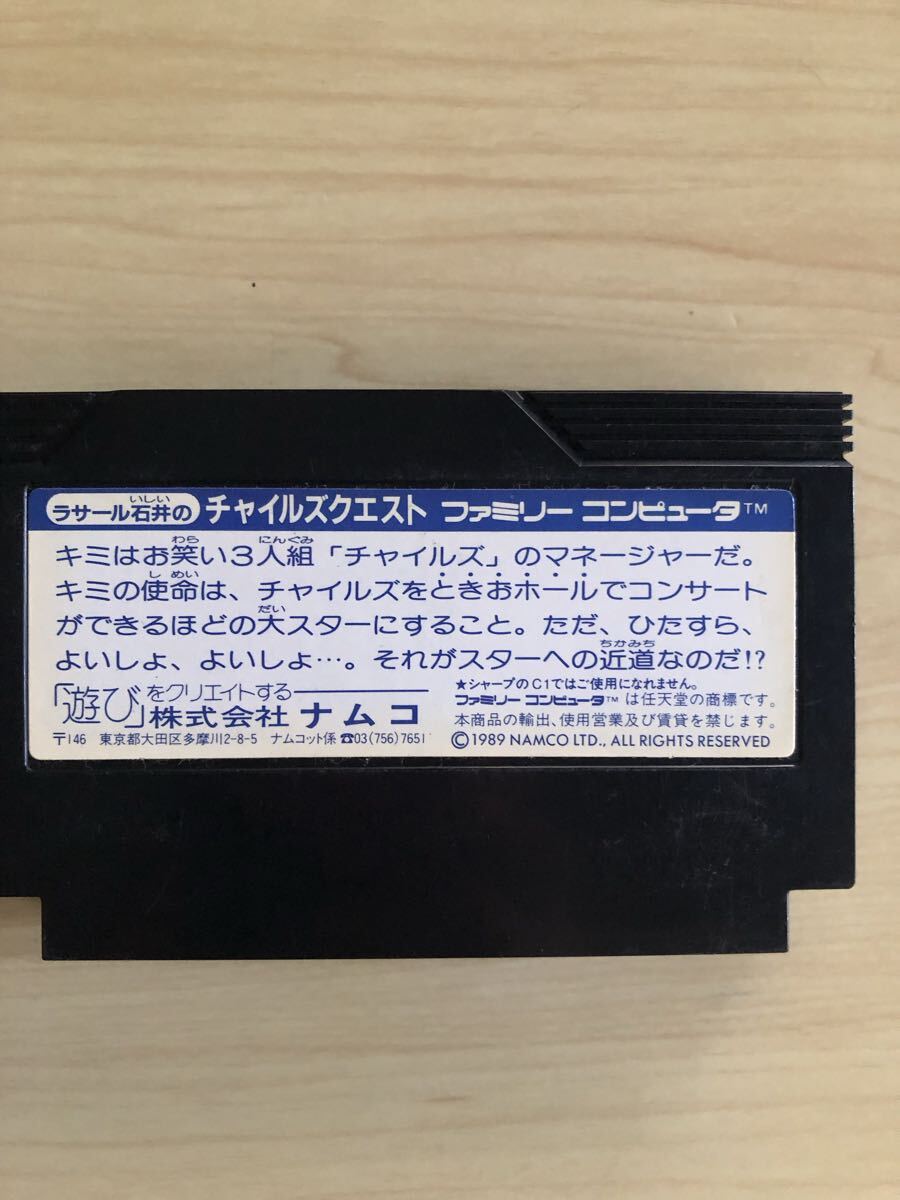 ラサール石井のチャイルズクエスト ファミリー コンピュータ™
キミはお笑い3人組「チャイルズ」のマネージャーだ。
キミの使命は、チャイルズをときおホールでコンサート
ができるほどの大スターにすること。ただ、ひたすら、
よいしょ、よいしょ…。それがスターへの近道なのだ!?
「遊び」をクリエイトする
株式会社ナムコ
〒146 東京都大田区多摩川2-8-5 ナムコット係☎03(756)7651
★シャープのC1ではご使用になれません。
ファミリー コンピュータ™は任天堂の商標です。
本商品の輸出、使用営業及び賃貸を禁じます。
©1989 NAMCO LTD., ALL RIGHTS RESERVED